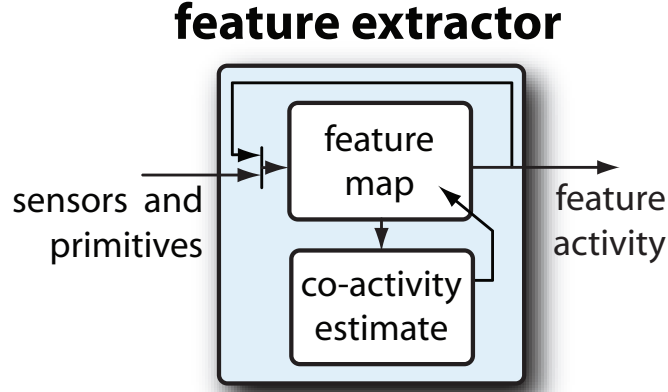 feature extractor
feature
map
sensors and
primitives
feature
activity
co-activity
estimate